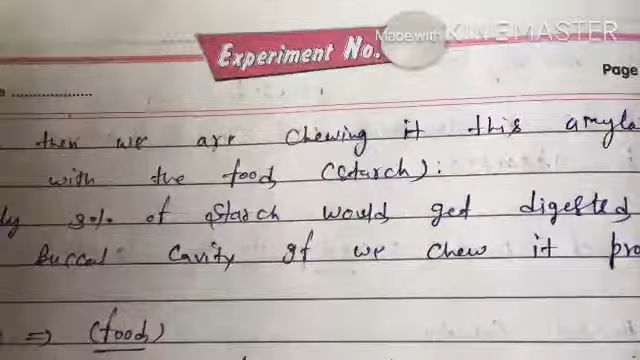 Made with KINEMASTER
Experiment No.
Page
then we are chewing it this amyla
with the food (starch):
ly 30% of starch would get digested
buccal cavity if we chew it pro
⇒ (food)